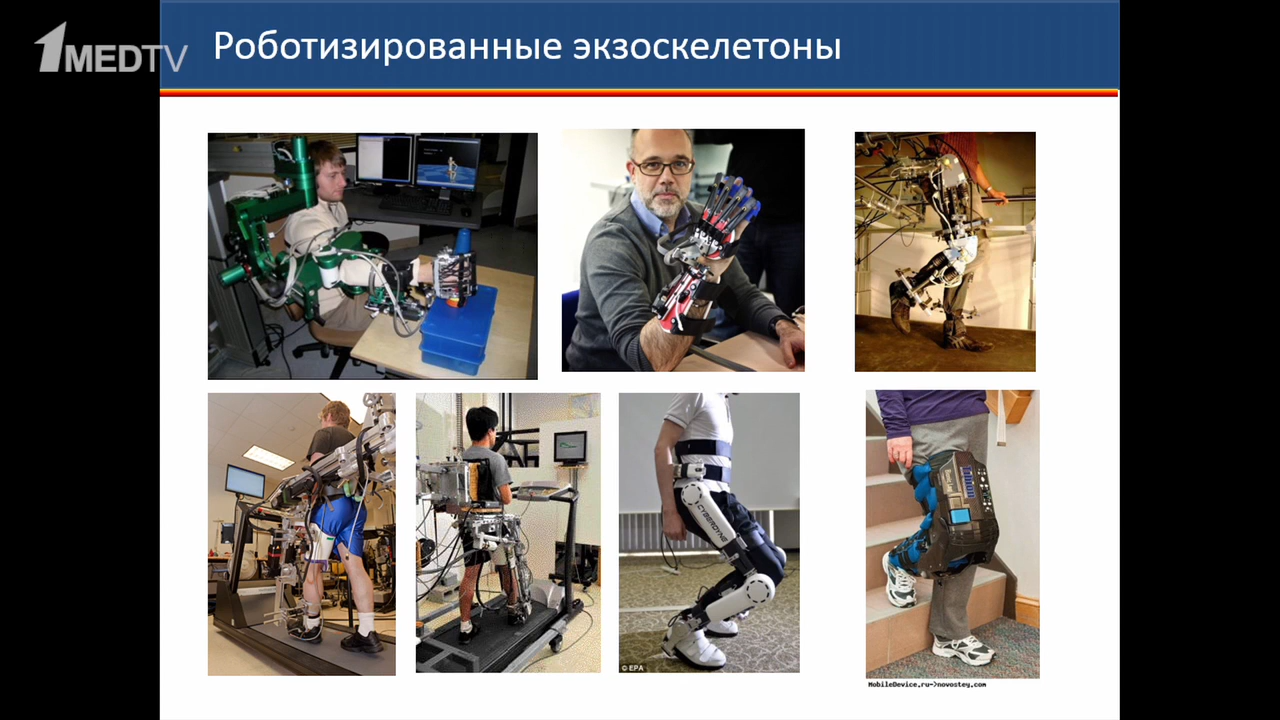 1MEDTV
Роботизированные экзоскелетоны
CYBERDYNE
© EPA
MobileDevice.ru->novostey.com